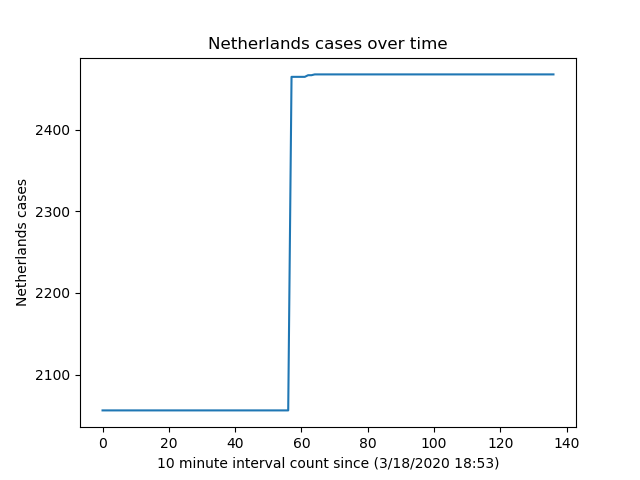 Netherlands cases over time
Netherlands cases
2400
2300
2200
2100
0 20 40 60 80 100 120 140
10 minute interval count since (3/18/2020 18:53)